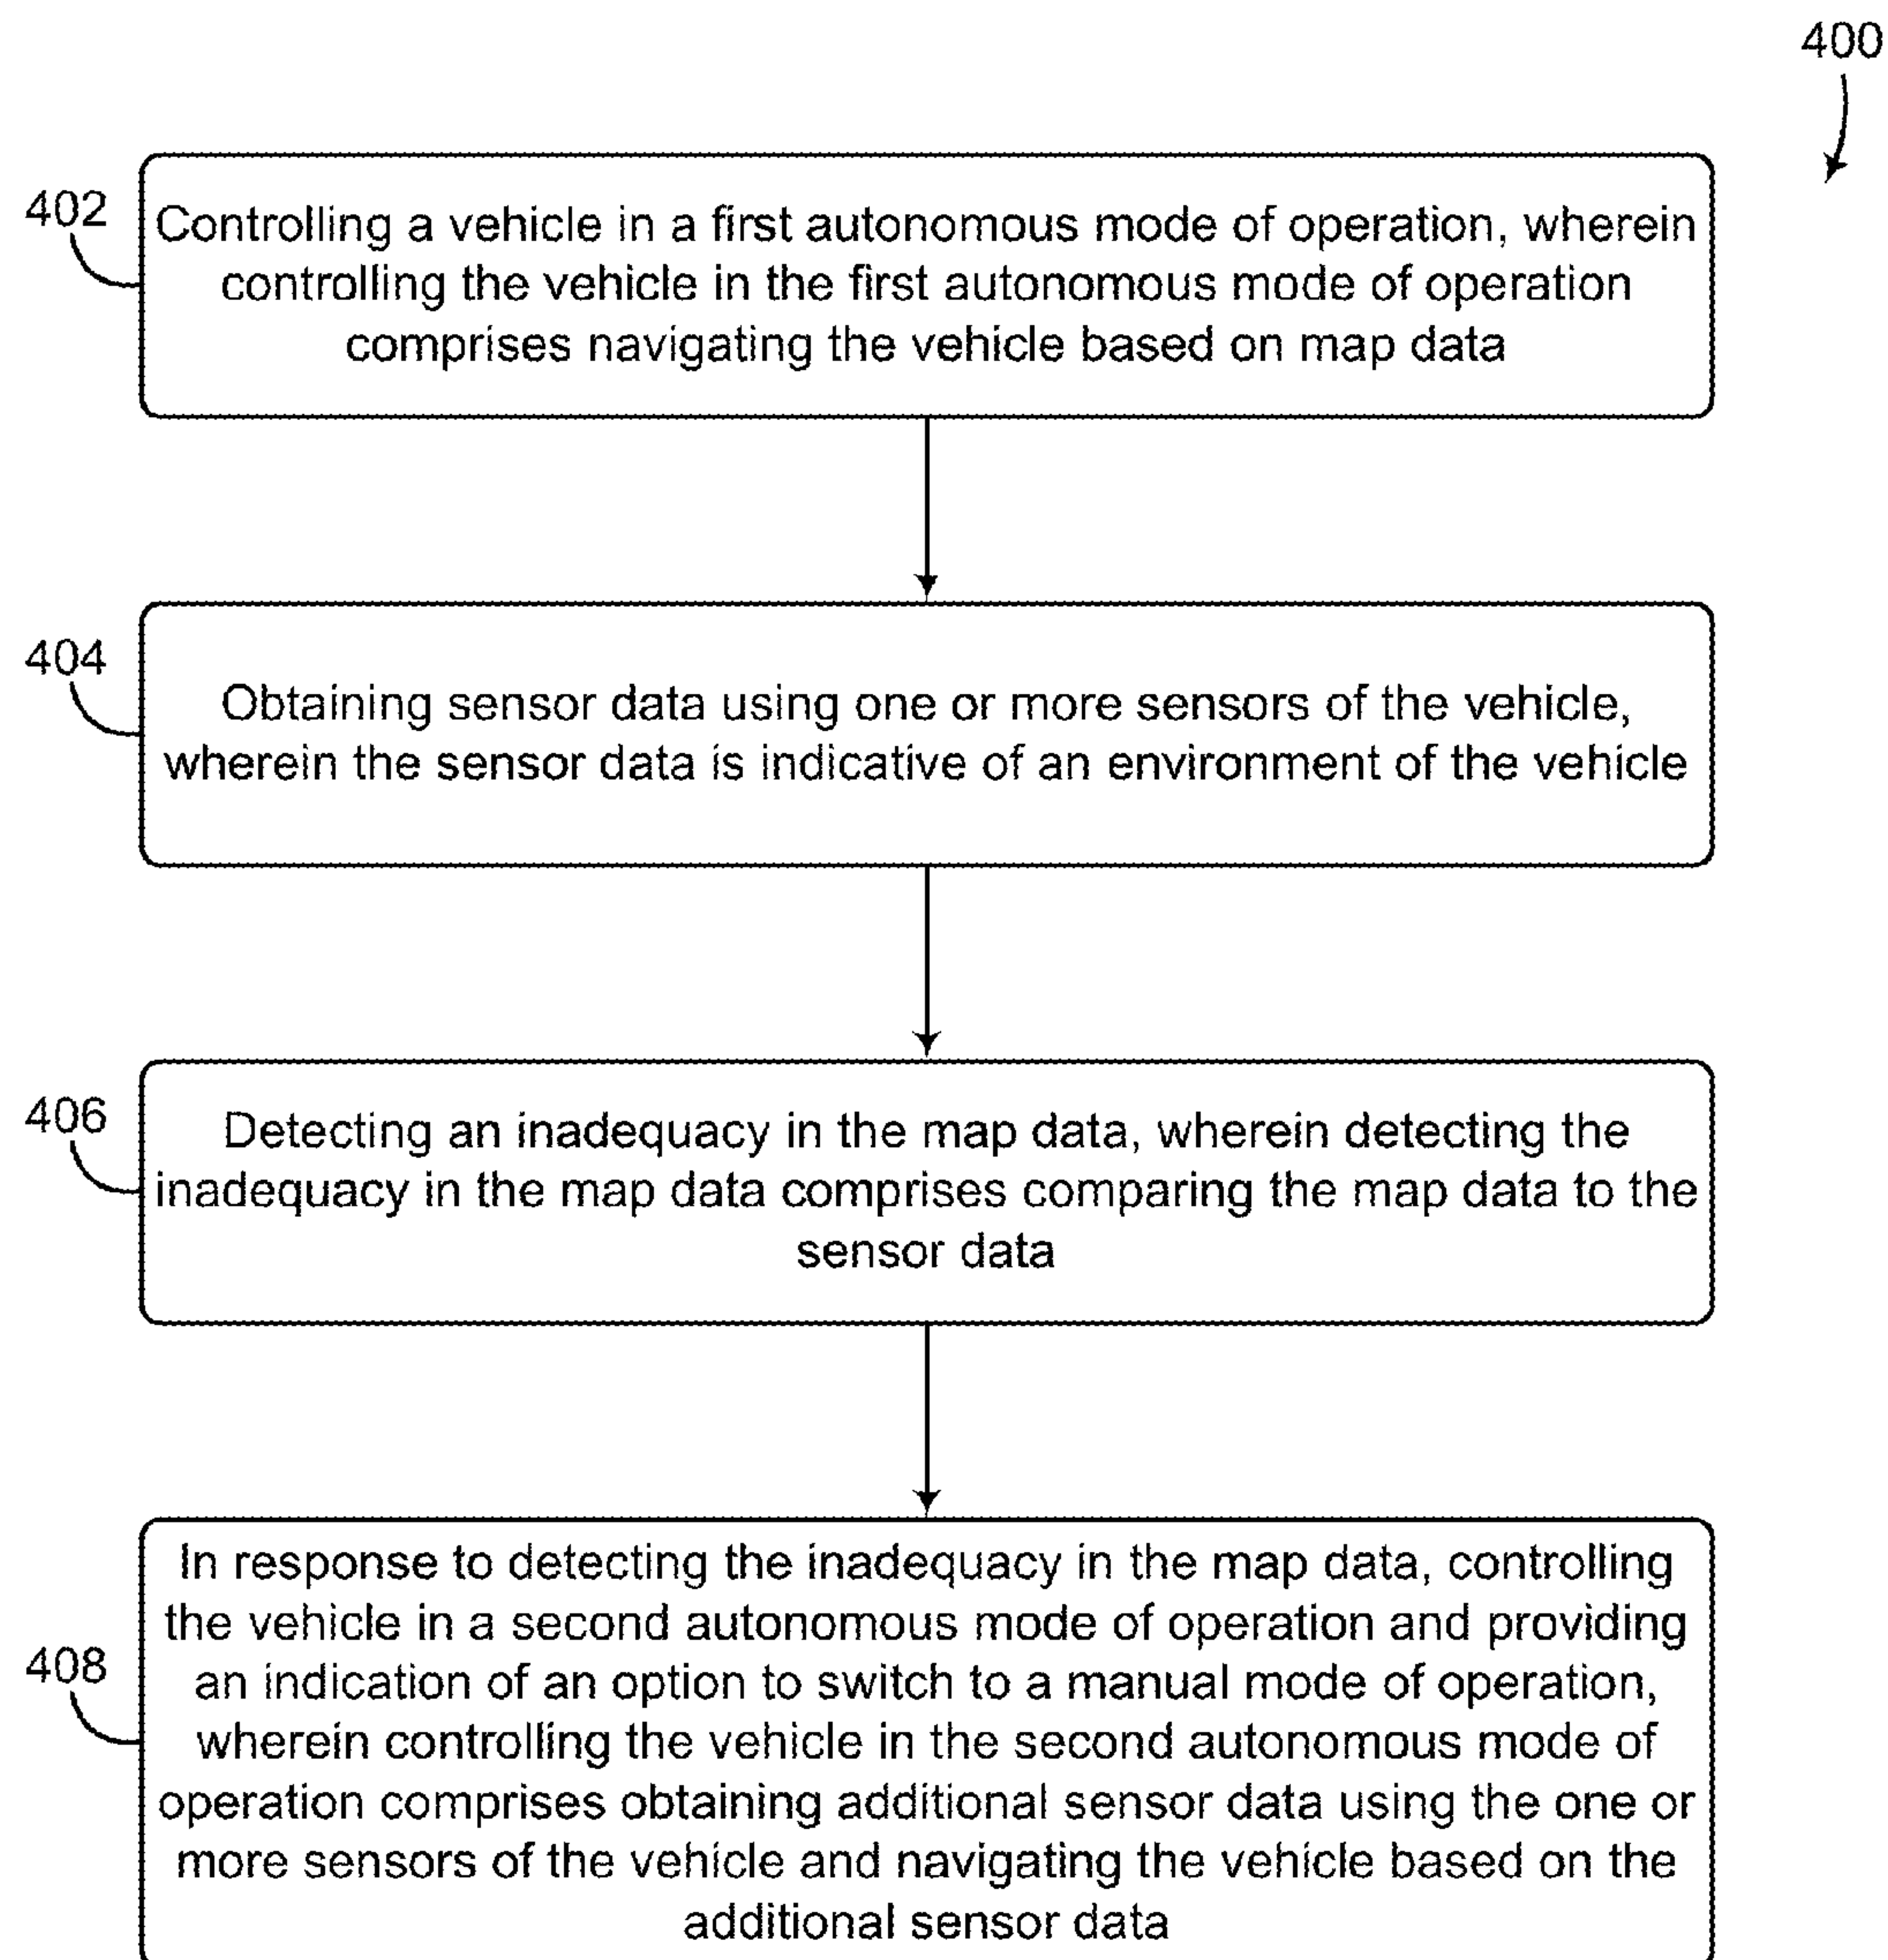 400
402
Controlling a vehicle in a first autonomous mode of operation, wherein
controlling the vehicle in the first autonomous mode of operation
comprises navigating the vehicle based on map data
404
Obtaining sensor data using one or more sensors of the vehicle,
wherein the sensor data is indicative of an environment of the vehicle
406
Detecting an inadequacy in the map data, wherein detecting the
inadequacy in the map data comprises comparing the map data to the
sensor data
408
In response to detecting the inadequacy in the map data, controlling
the vehicle in a second autonomous mode of operation and providing
an indication of an option to switch to a manual mode of operation,
wherein controlling the vehicle in the second autonomous mode of
operation comprises obtaining additional sensor data using the one or
more sensors of the vehicle and navigating the vehicle based on the
additional sensor data